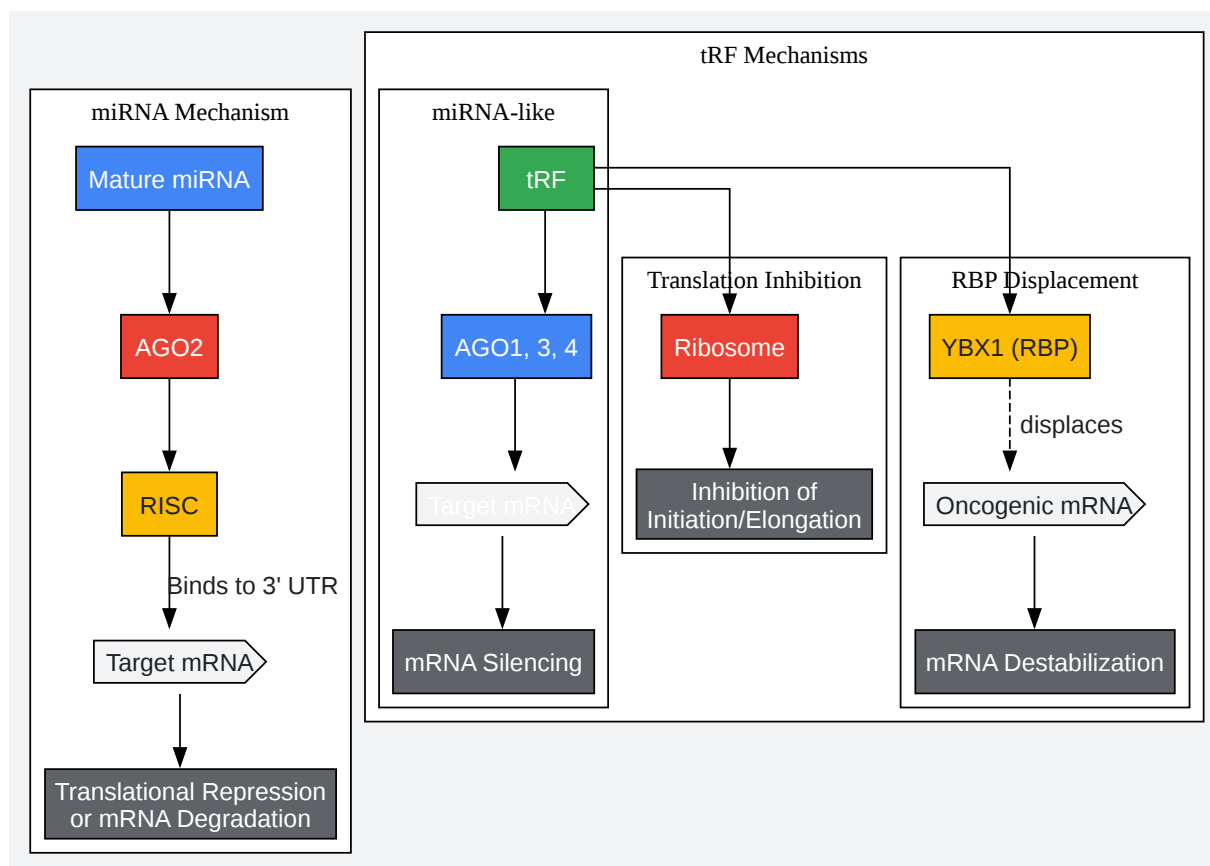 tRF Mechanisms
miRNA Mechanism
Mature miRNA
AGO2
RISC
Binds to 3' UTR
Target mRNA
Translational Repression
or mRNA Degradation
miRNA-like
tRF
AGO1, 3, 4
Target mRNA
mRNA Silencing
Translation Inhibition
Ribosome
Inhibition of
Initiation/Elongation
RBP Displacement
YBX1 (RBP)
displaces
Oncogenic mRNA
mRNA Destabilization